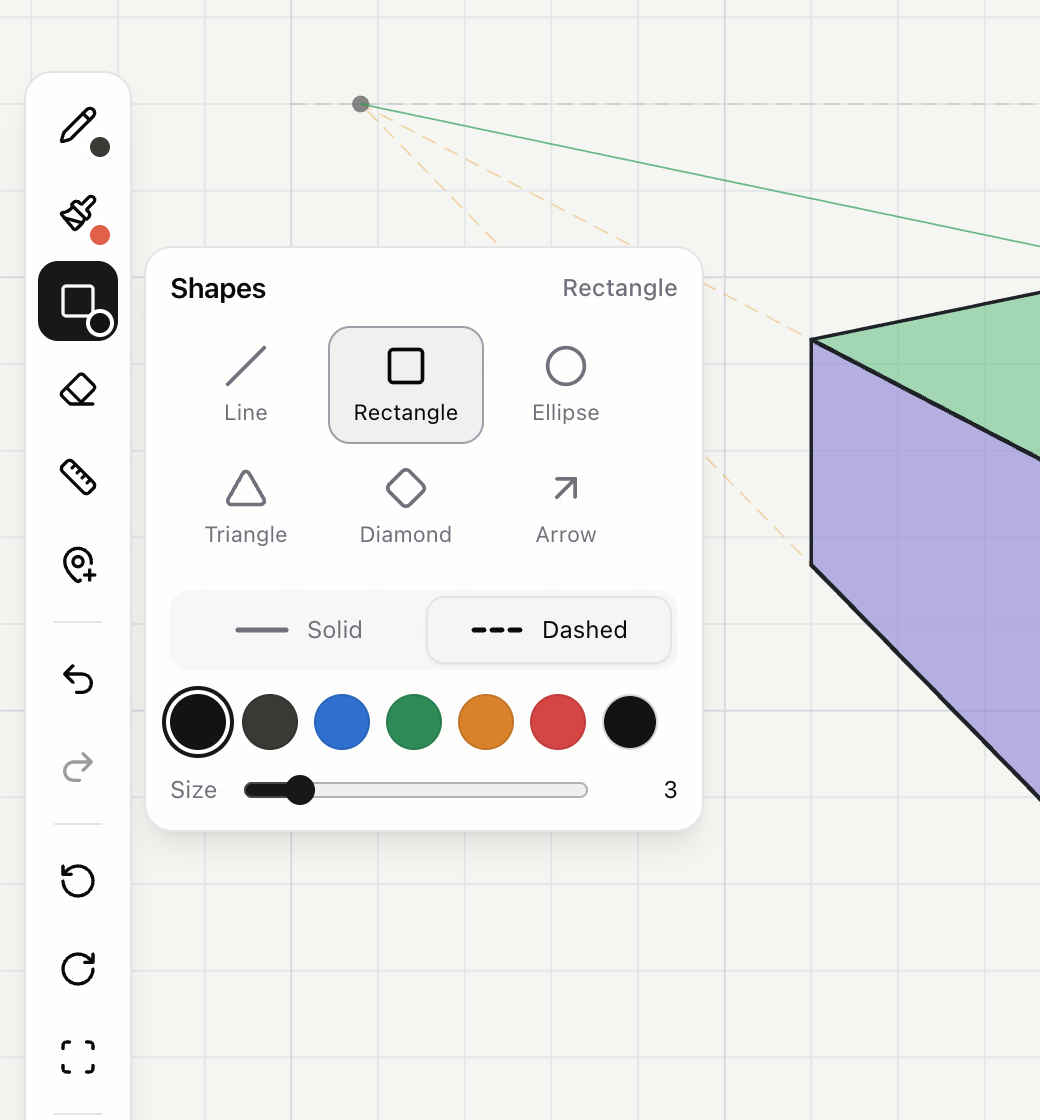 Shapes Rectangle
Line Rectangle Ellipse
Triangle Diamond Arrow
Solid Dashed
Size 3